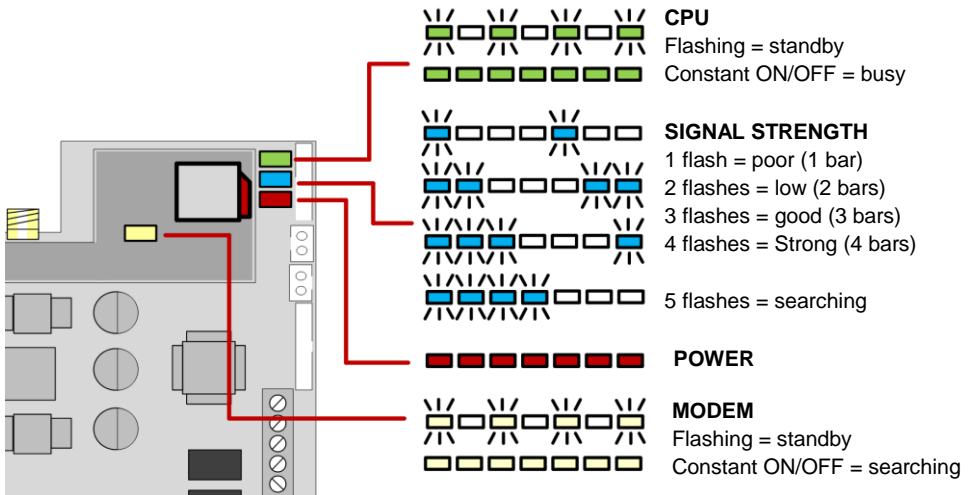 CPU
Flashing = standby
Constant ON/OFF = busy
SIGNAL STRENGTH
1 flash = poor (1 bar)
2 flashes = low (2 bars)
3 flashes = good (3 bars)
4 flashes = Strong (4 bars)
5 flashes = searching
POWER
MODEM
Flashing = standby
Constant ON/OFF = searching